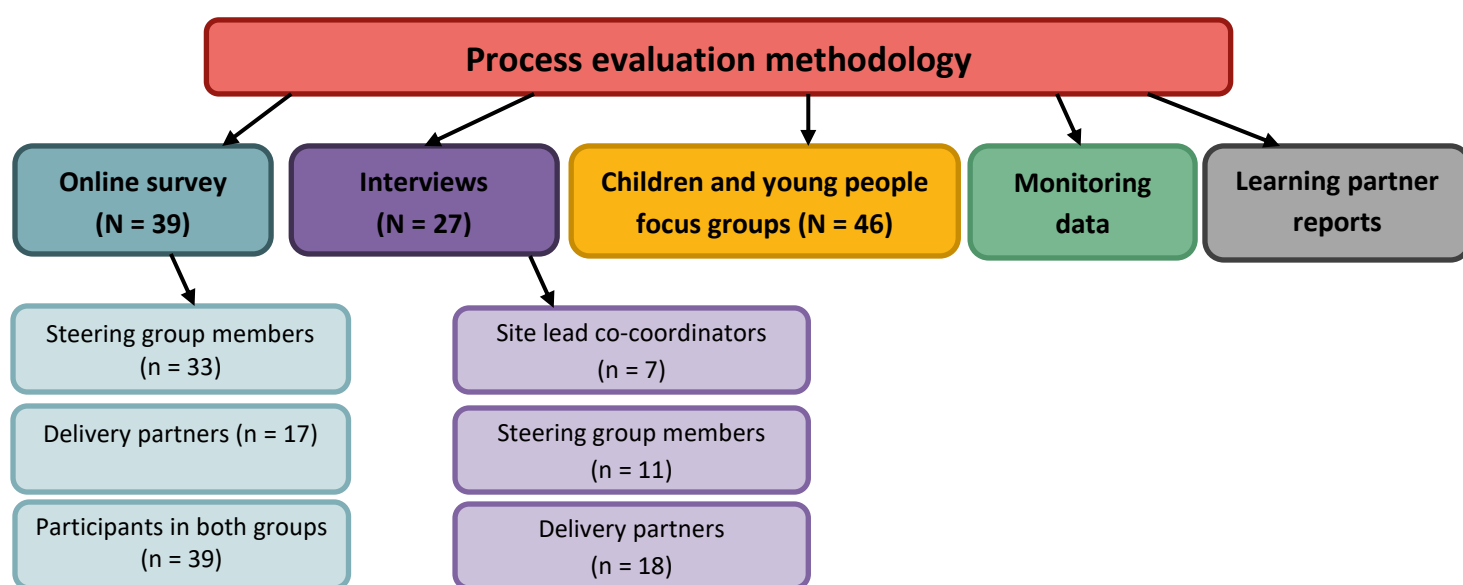 Process evaluation methodology
Online survey
(N = 39)
Interviews
(N = 27)
Children and young people
focus groups (N = 46)
Monitoring
data
Learning partner
reports
Steering group members
(n = 33)
Delivery partners (n = 17)
Participants in both groups
(n = 39)
Site lead co-coordinators
(n = 7)
Steering group members
(n = 11)
Delivery partners
(n = 18)